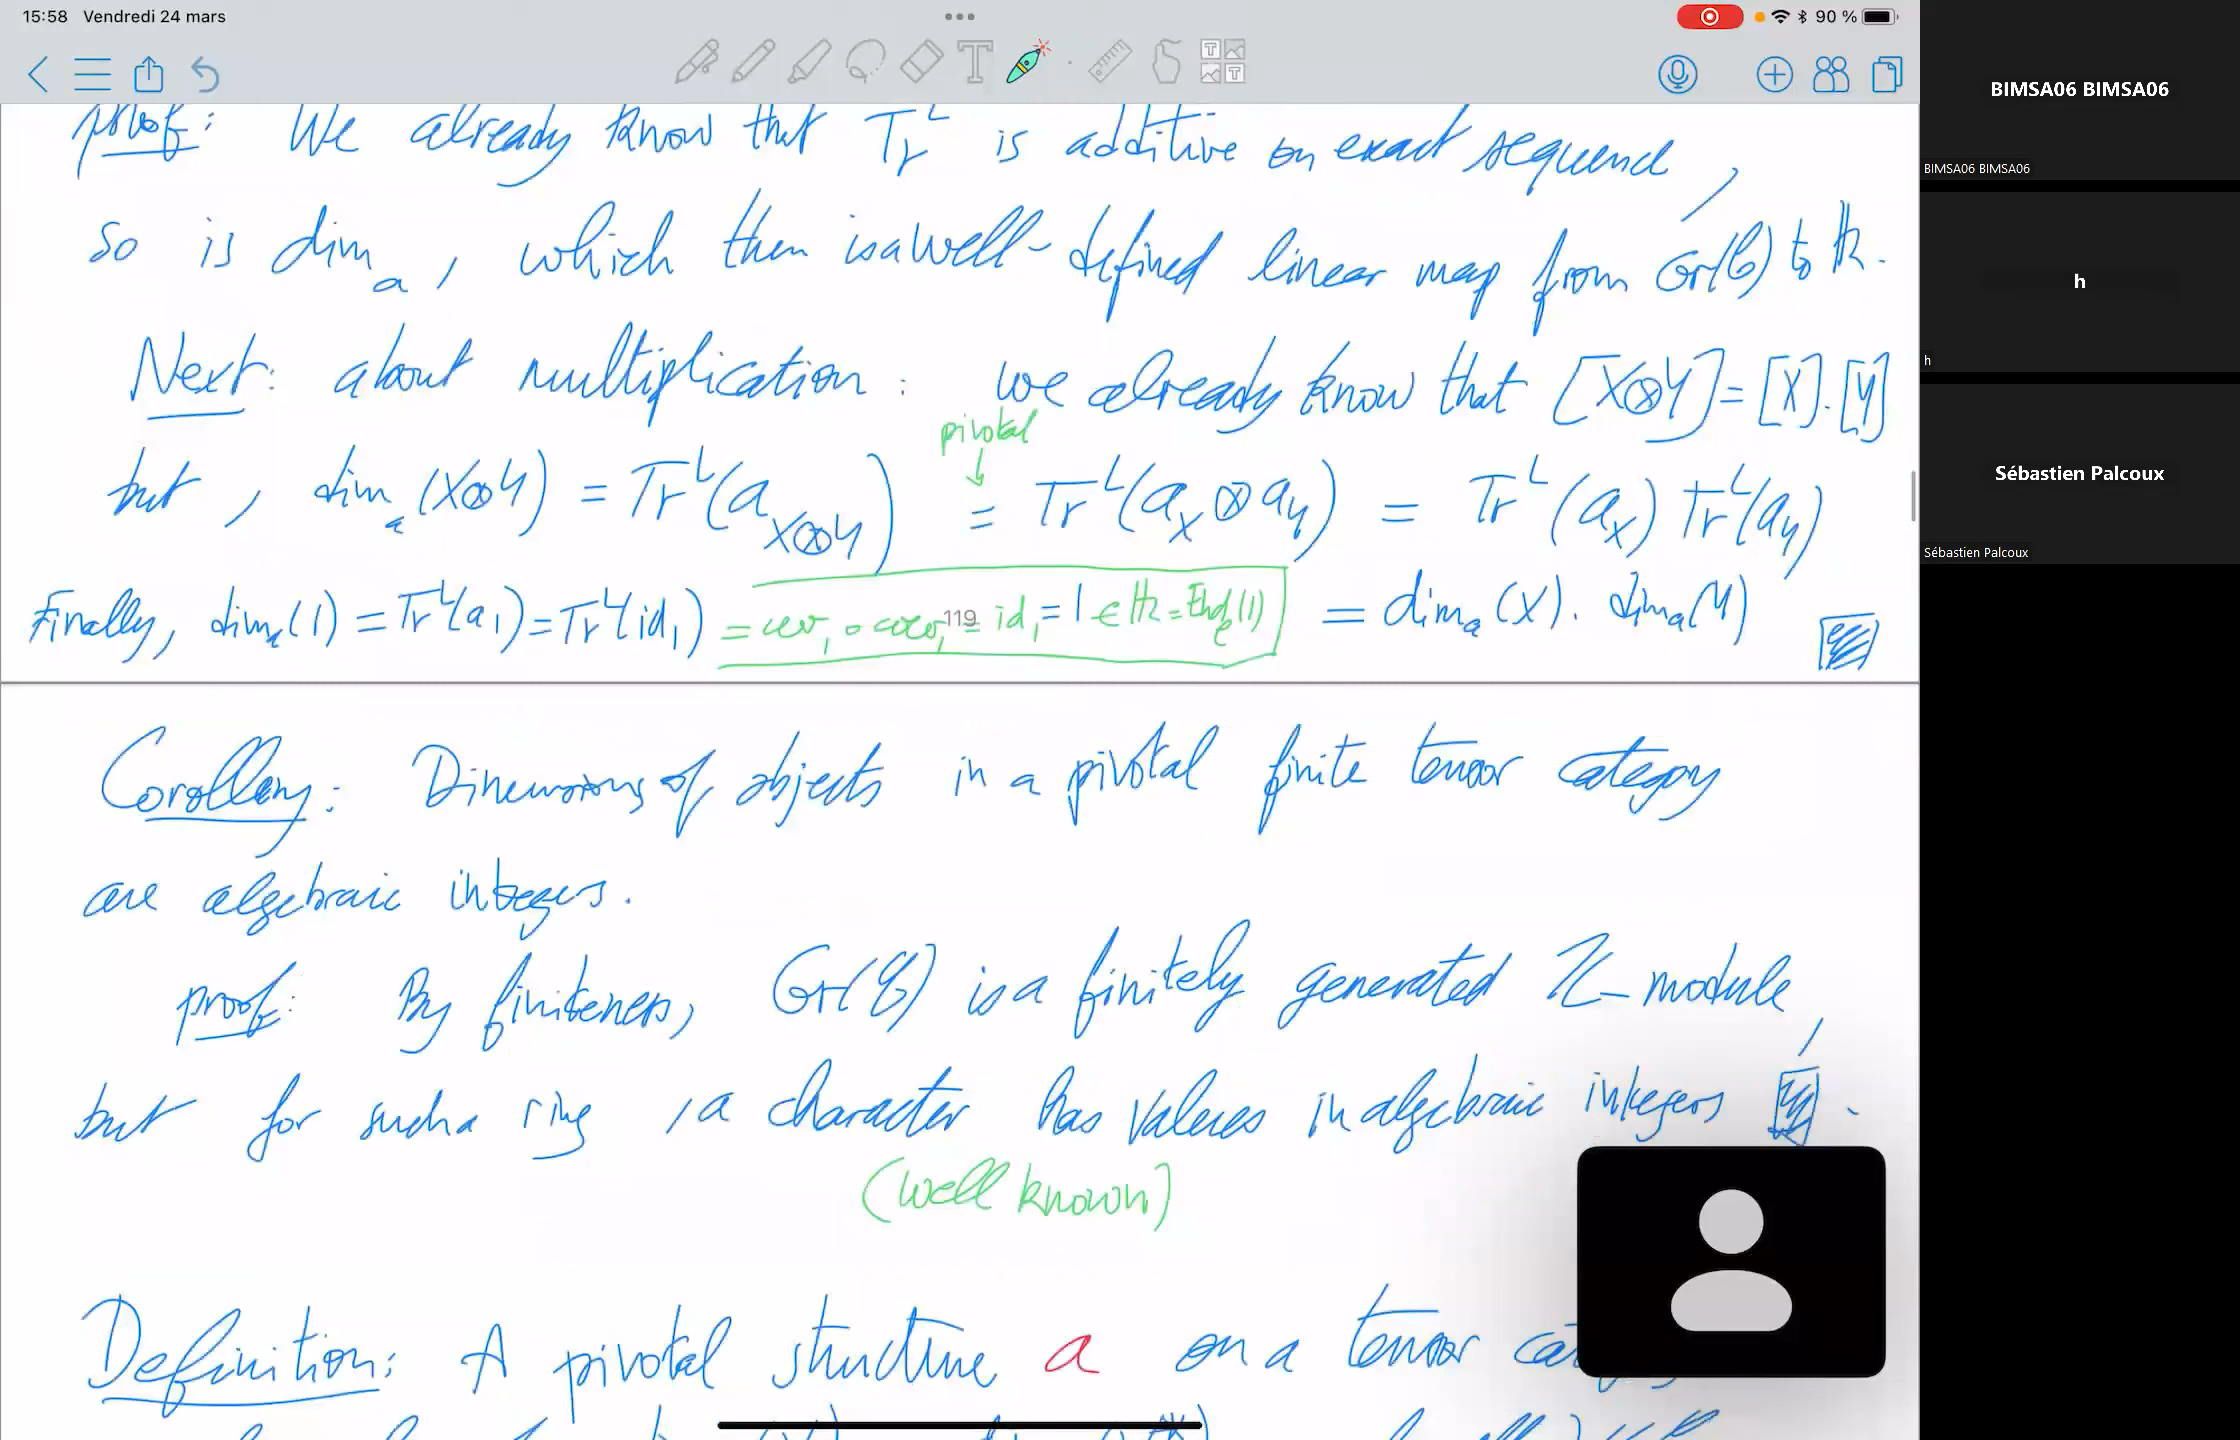 15:58 Vendredi 24 mars
90 %
proof: We already know that Tr^L is additive on exact sequence,
so is dim_a, which then is a well-defined linear map from Gr(C) to k.
Next: about multiplication: we already know that [X⊗Y] = [X].[Y]
pivotal
↓
but, dim_a(X⊗Y) = Tr^L(a_{X⊗Y}) = Tr^L(a_X ⊗ a_Y) = Tr^L(a_X) Tr^L(a_Y)
Finally, dim_a(1) = Tr^L(a_1) = Tr^L(id_1) = ev_1 ∘ coev_1 = id_1 = 1 ∈ k = End_C(1) = dim_a(X). dim_a(Y)
119
Corollary: Dimensions of objects in a pivotal finite tensor category
are algebraic integers.
proof: By finiteness, Gr(C) is a finitely generated Z-module,
but for such a ring, a character has values in algebraic integers.
(well known)
Definition: A pivotal structure a on a tensor
BIMSA06 BIMSA06
BIMSA06 BIMSA06
h
h
Sébastien Palcoux
Sébastien Palcoux